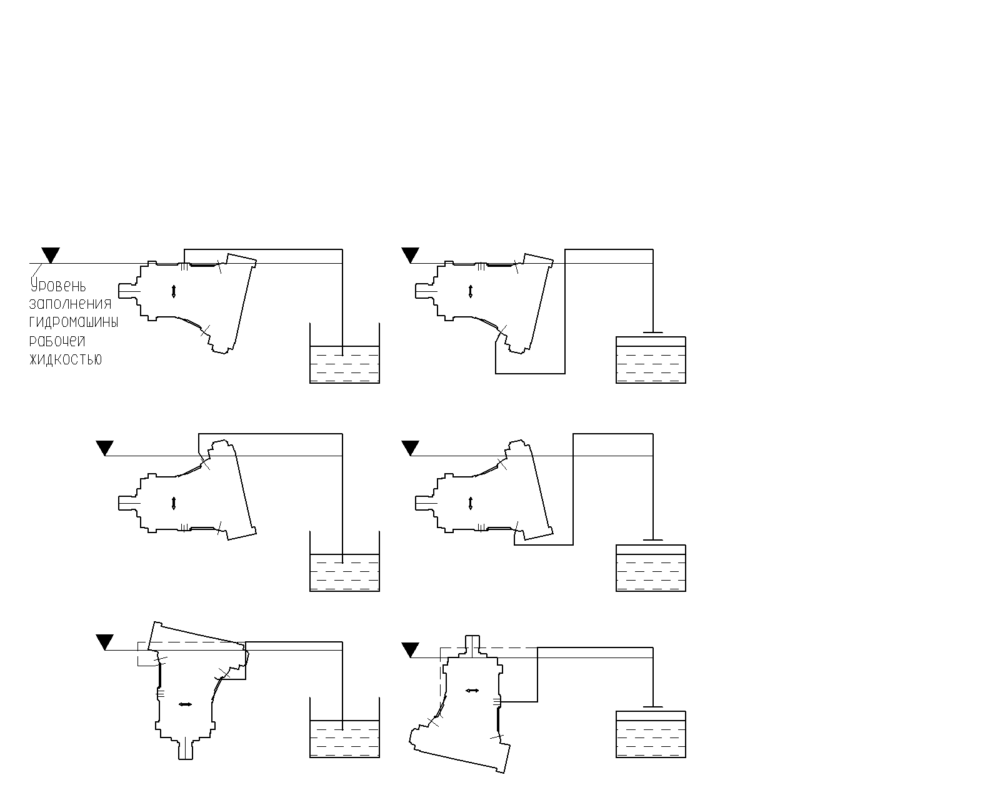 Уровень
заполнения
гидромашины
рабочей
жидкостью